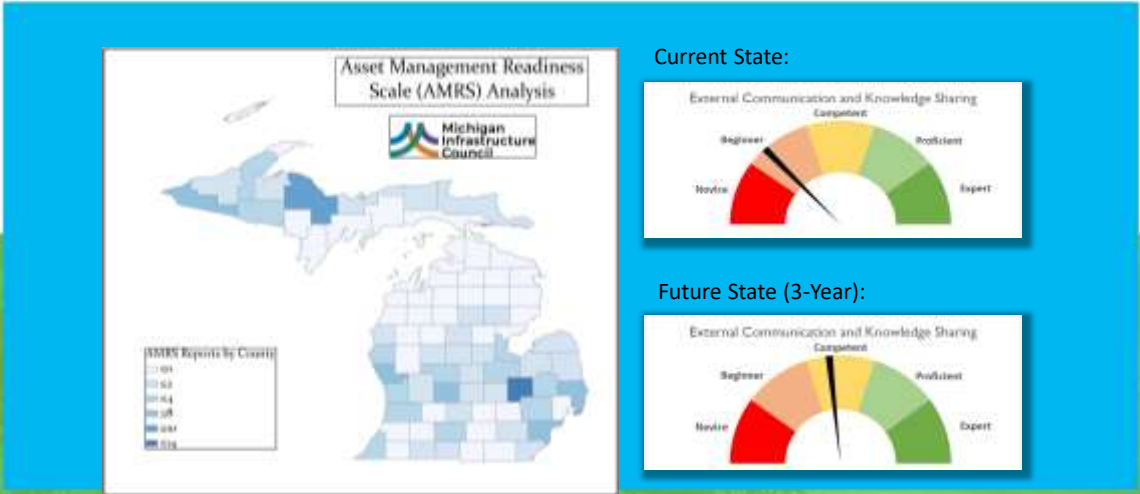 Asset Management Readiness
Scale (AMRS) Analysis
Michigan
Infrastructure
Council
AMRS Reports by County
Current State:
External Communication and Knowledge Sharing
Competent
Beginner
Proficient
Novice
Expert
Future State (3-Year):
External Communication and Knowledge Sharing
Competent
Beginner
Proficient
Novice
Expert